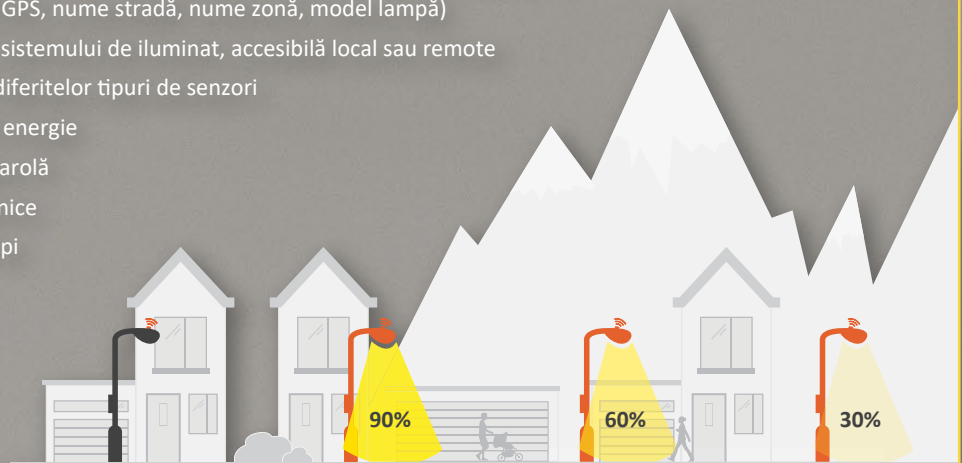 GPS, nume stradă, nume zonă, model lampă)
sistemului de iluminat, accesibilă local sau remote
diferitelor tipuri de senzori
energie
arolă
nice
pi
90%
60%
30%